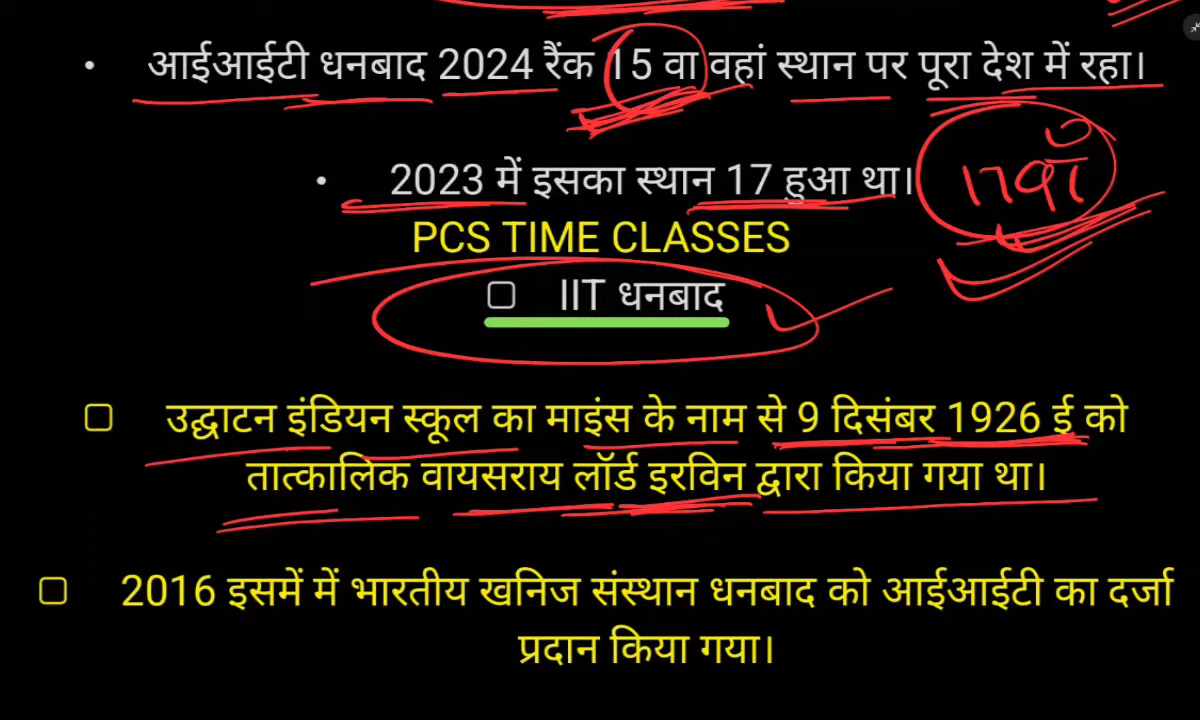 • आईआईटी धनबाद 2024 रैंक 15 वा वहां स्थान पर पूरा देश में रहा।
• 2023 में इसका स्थान 17 हुआ था।
17वाँ
PCS TIME CLASSES
▢ IIT धनबाद
▢ उद्घाटन इंडियन स्कूल का माइंस के नाम से 9 दिसंबर 1926 ई को
तात्कालिक वायसराय लॉर्ड इरविन द्वारा किया गया था।
▢ 2016 इसमें में भारतीय खनिज संस्थान धनबाद को आईआईटी का दर्जा
प्रदान किया गया।